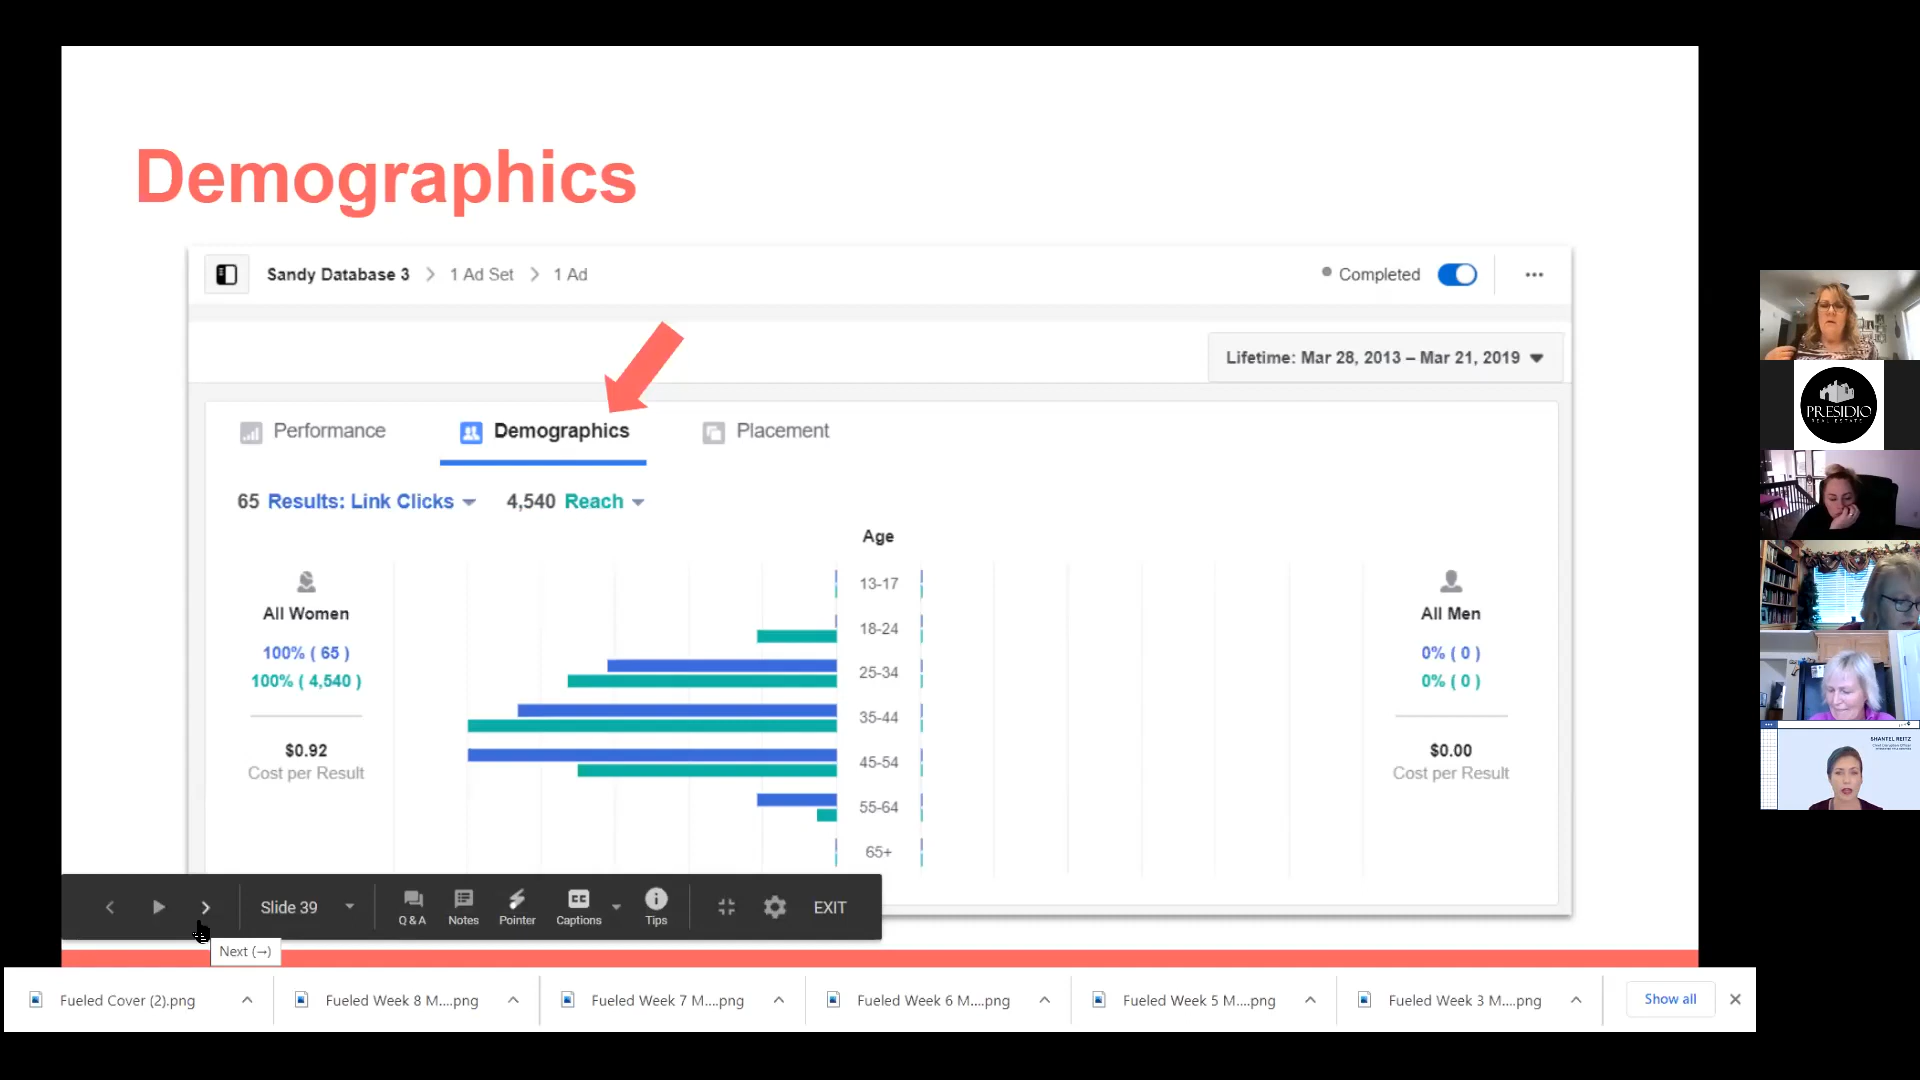 Demographics
Sandy Database 3 1 Ad Set 1 Ad
Completed
Lifetime: Mar 28, 2013 – Mar 21, 2019
Performance Demographics Placement
65 Results: Link Clicks 4,540 Reach
Age
13-17
18-24
25-34
35-44
45-54
55-64
65+
All Women
100% ( 65 )
100% ( 4,540 )
$0.92
Cost per Result
All Men
0% ( 0 )
0% ( 0 )
$0.00
Cost per Result
PRESIDIO
REAL ESTATE
SHANTEL REITZ
Slide 39
Q & A Notes Pointer Captions Tips EXIT
CC
Next (→)
Fueled Cover (2).png Fueled Week 8 M....png Fueled Week 7 M....png Fueled Week 6 M....png Fueled Week 5 M....png Fueled Week 3 M....png Show all